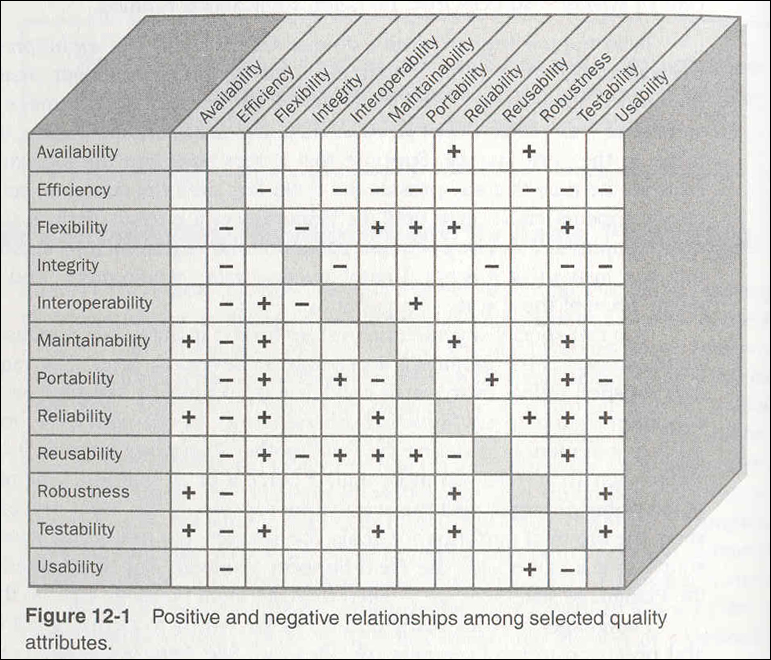 Availability
Efficiency
Flexibility
Integrity
Interoperability
Maintainability
Portability
Reliability
Reusability
Robustness
Testability
Usability
Availability + +
Efficiency – – – – – – –
Flexibility – – + + + +
Integrity – – –
Interoperability – + – +
Maintainability + – + + +
Portability – + + – + + –
Reliability + – + + + + +
Reusability – + – + + + – +
Robustness + – + +
Testability + – + + + +
Usability + –
Figure 12-1 Positive and negative relationships among selected quality
attributes.